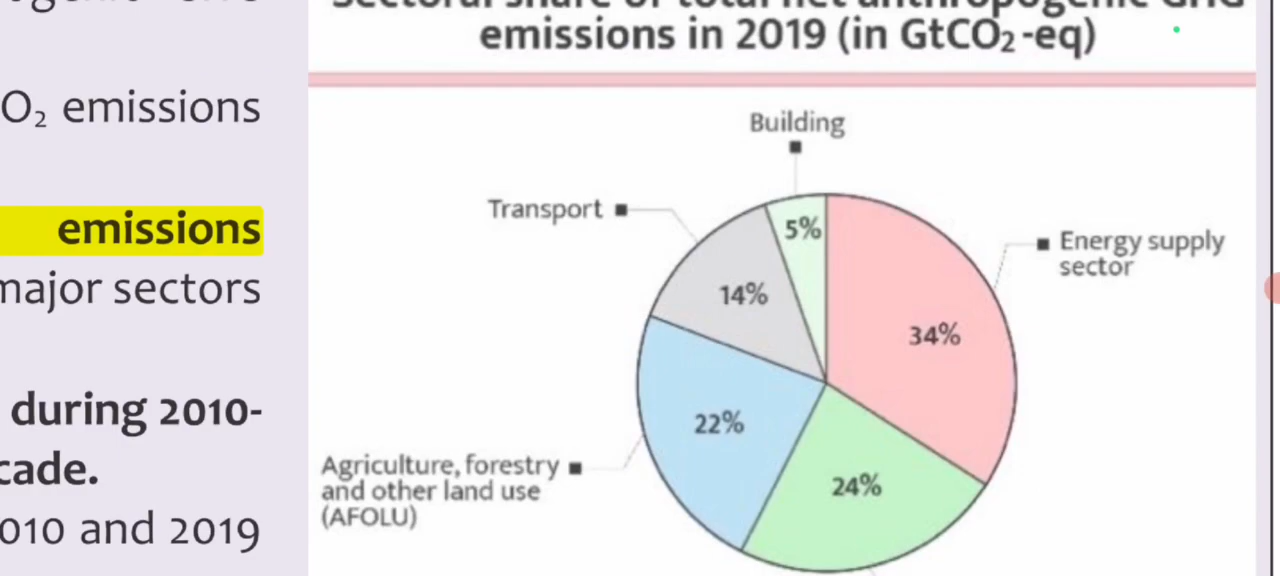 O₂ emissions
emissions
major sectors
during 2010-
cade.
010 and 2019
emissions in 2019 (in GtCO₂-eq)
Building
Transport
5%
Energy supply
sector
14%
34%
22%
Agriculture, forestry
and other land use
(AFOLU)
24%